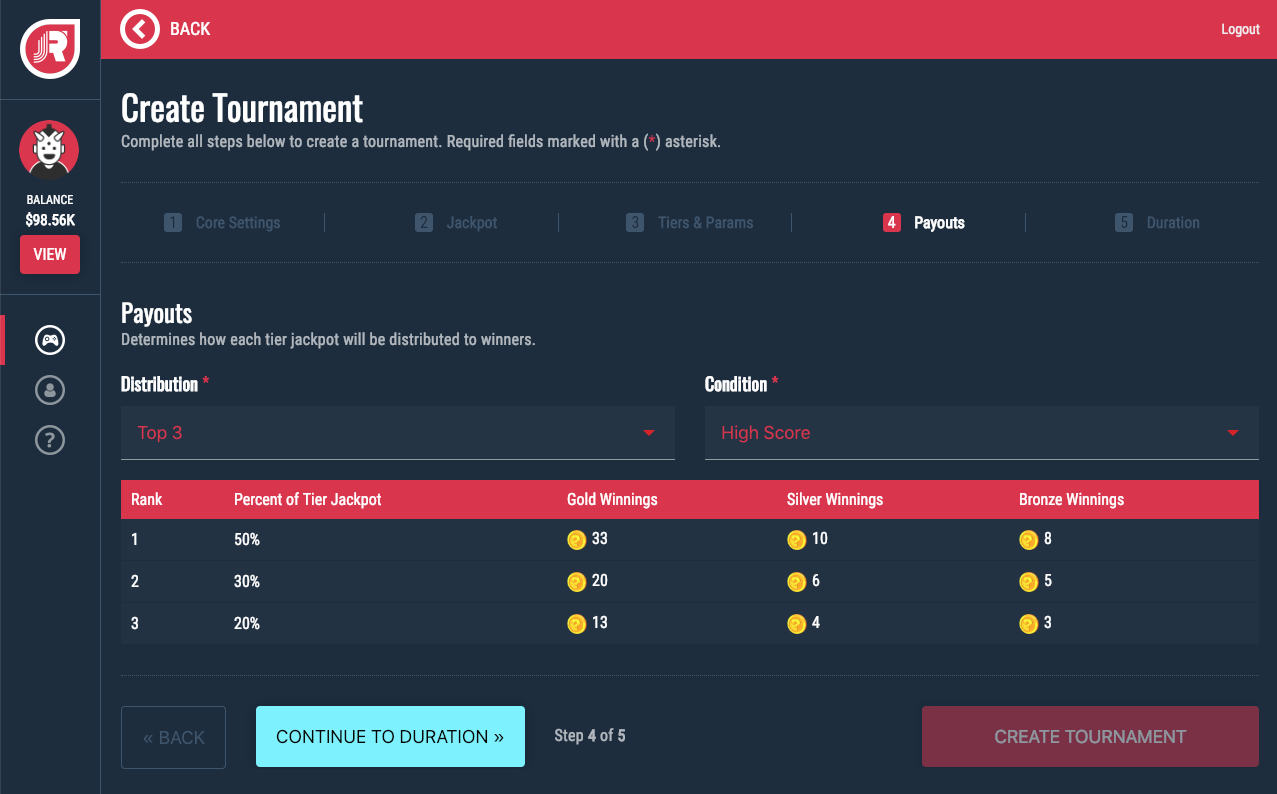 R
BACK
Logout
BALANCE
$98.56K
VIEW
?
Create Tournament
Complete all steps below to create a tournament. Required fields marked with a (*) asterisk.
1 Core Settings
2 Jackpot
3 Tiers & Params
4 Payouts
5 Duration
Payouts
Determines how each tier jackpot will be distributed to winners.
Distribution * Condition *
Top 3 High Score
Rank Percent of Tier Jackpot Gold Winnings Silver Winnings Bronze Winnings
1 50% ? 33 ? 10 ? 8
2 30% ? 20 ? 6 ? 5
3 20% ? 13 ? 4 ? 3
« BACK CONTINUE TO DURATION » Step 4 of 5 CREATE TOURNAMENT